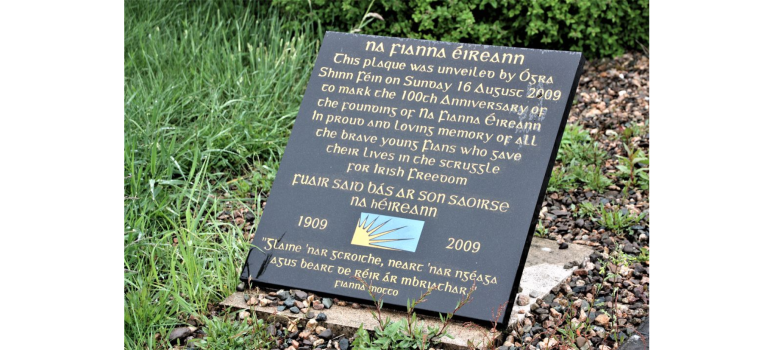 Na Fianna Éireann
This plaque was unveiled by Ógra
Shinn Féin on Sunday 16 August 2009
to mark the 100th Anniversary of
the founding of Na Fianna Éireann
In proud and loving memory of all
the brave young Fians who gave
their lives in the struggle
for Irish Freedom
Fuair siad bás ar son saoirse
na hÉireann
1909
2009
"Glaine 'nar gcroithe, neart 'nar ngéaga
agus beart de réir ár mbriathar"
Fianna motto